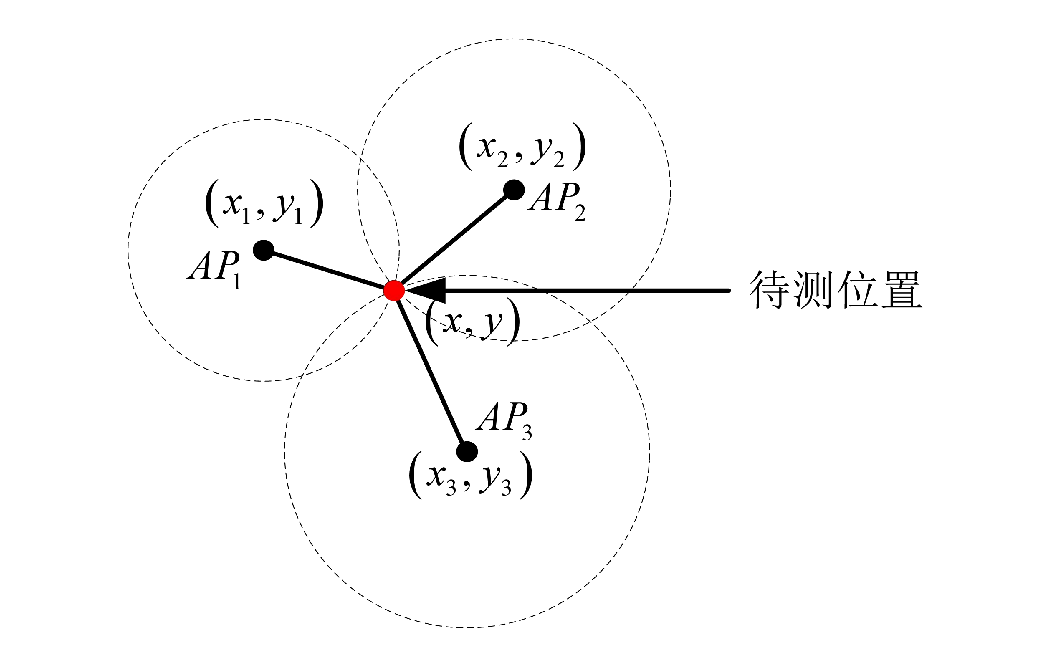 (x₂, y₂)
AP₂
(x₁, y₁)
AP₁
待测位置
(x, y)
AP₃
(x₃, y₃)